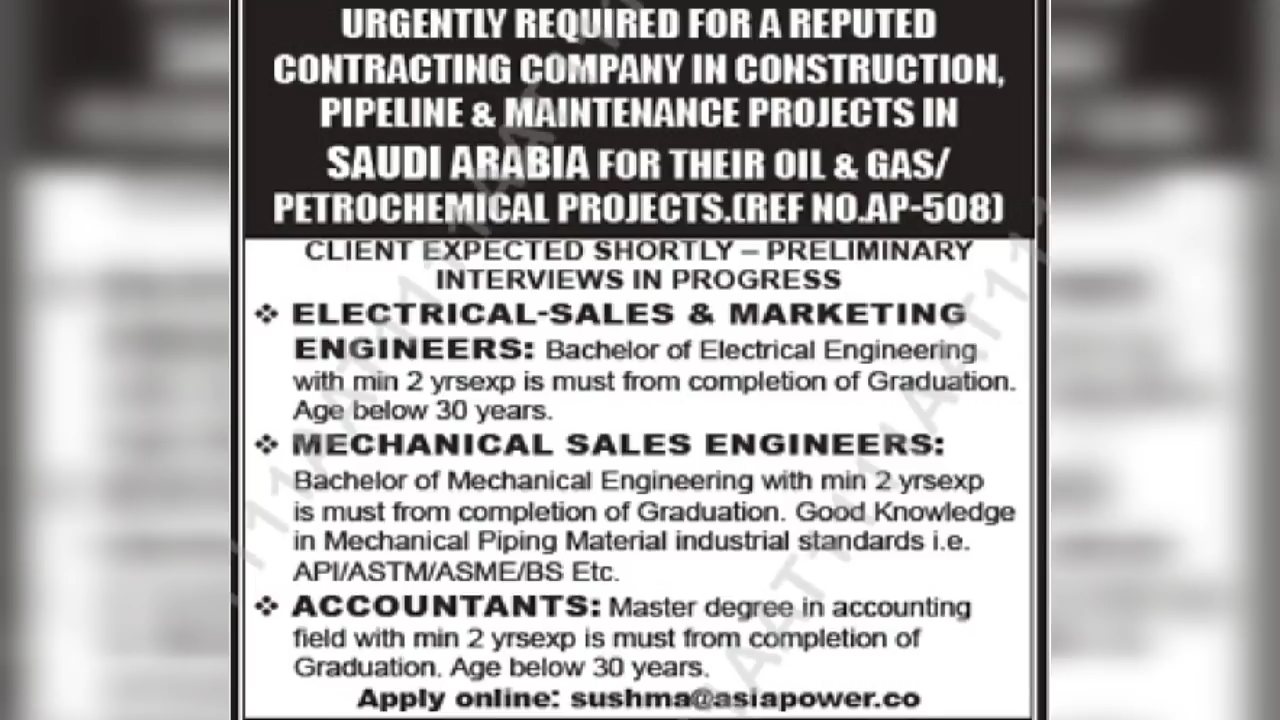 URGENTLY REQUIRED FOR A REPUTED
CONTRACTING COMPANY IN CONSTRUCTION,
PIPELINE & MAINTENANCE PROJECTS IN
SAUDI ARABIA FOR THEIR OIL & GAS/
PETROCHEMICAL PROJECTS.(REF NO.AP-508)
CLIENT EXPECTED SHORTLY – PRELIMINARY
INTERVIEWS IN PROGRESS
❖ ELECTRICAL-SALES & MARKETING
ENGINEERS: Bachelor of Electrical Engineering
with min 2 yrsexp is must from completion of Graduation.
Age below 30 years.
❖ MECHANICAL SALES ENGINEERS:
Bachelor of Mechanical Engineering with min 2 yrsexp
is must from completion of Graduation. Good Knowledge
in Mechanical Piping Material industrial standards i.e.
API/ASTM/ASME/BS Etc.
❖ ACCOUNTANTS: Master degree in accounting
field with min 2 yrsexp is must from completion of
Graduation. Age below 30 years.
Apply online: sushma@asiapower.co